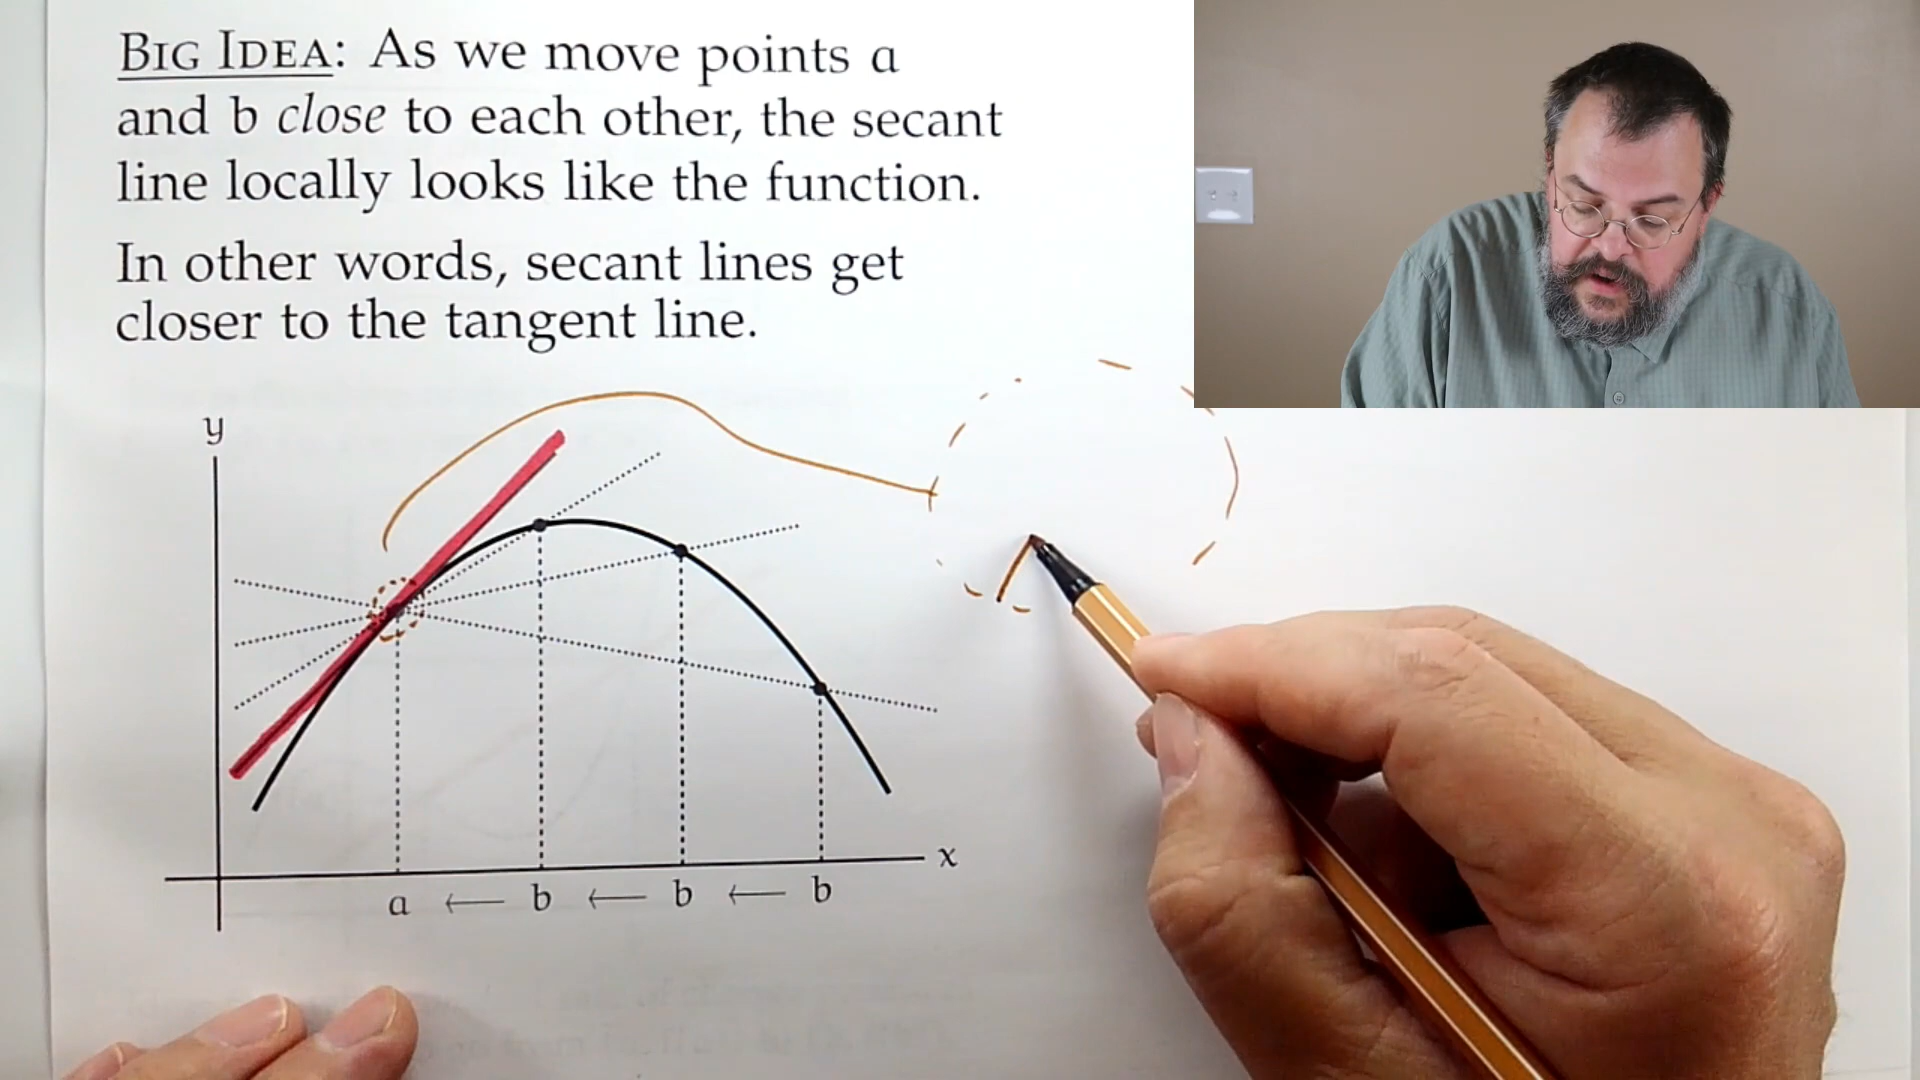 BIG IDEA: As we move points a
and b close to each other, the secant
line locally looks like the function.
In other words, secant lines get
closer to the tangent line.
y
x
a ← b ← b ← b